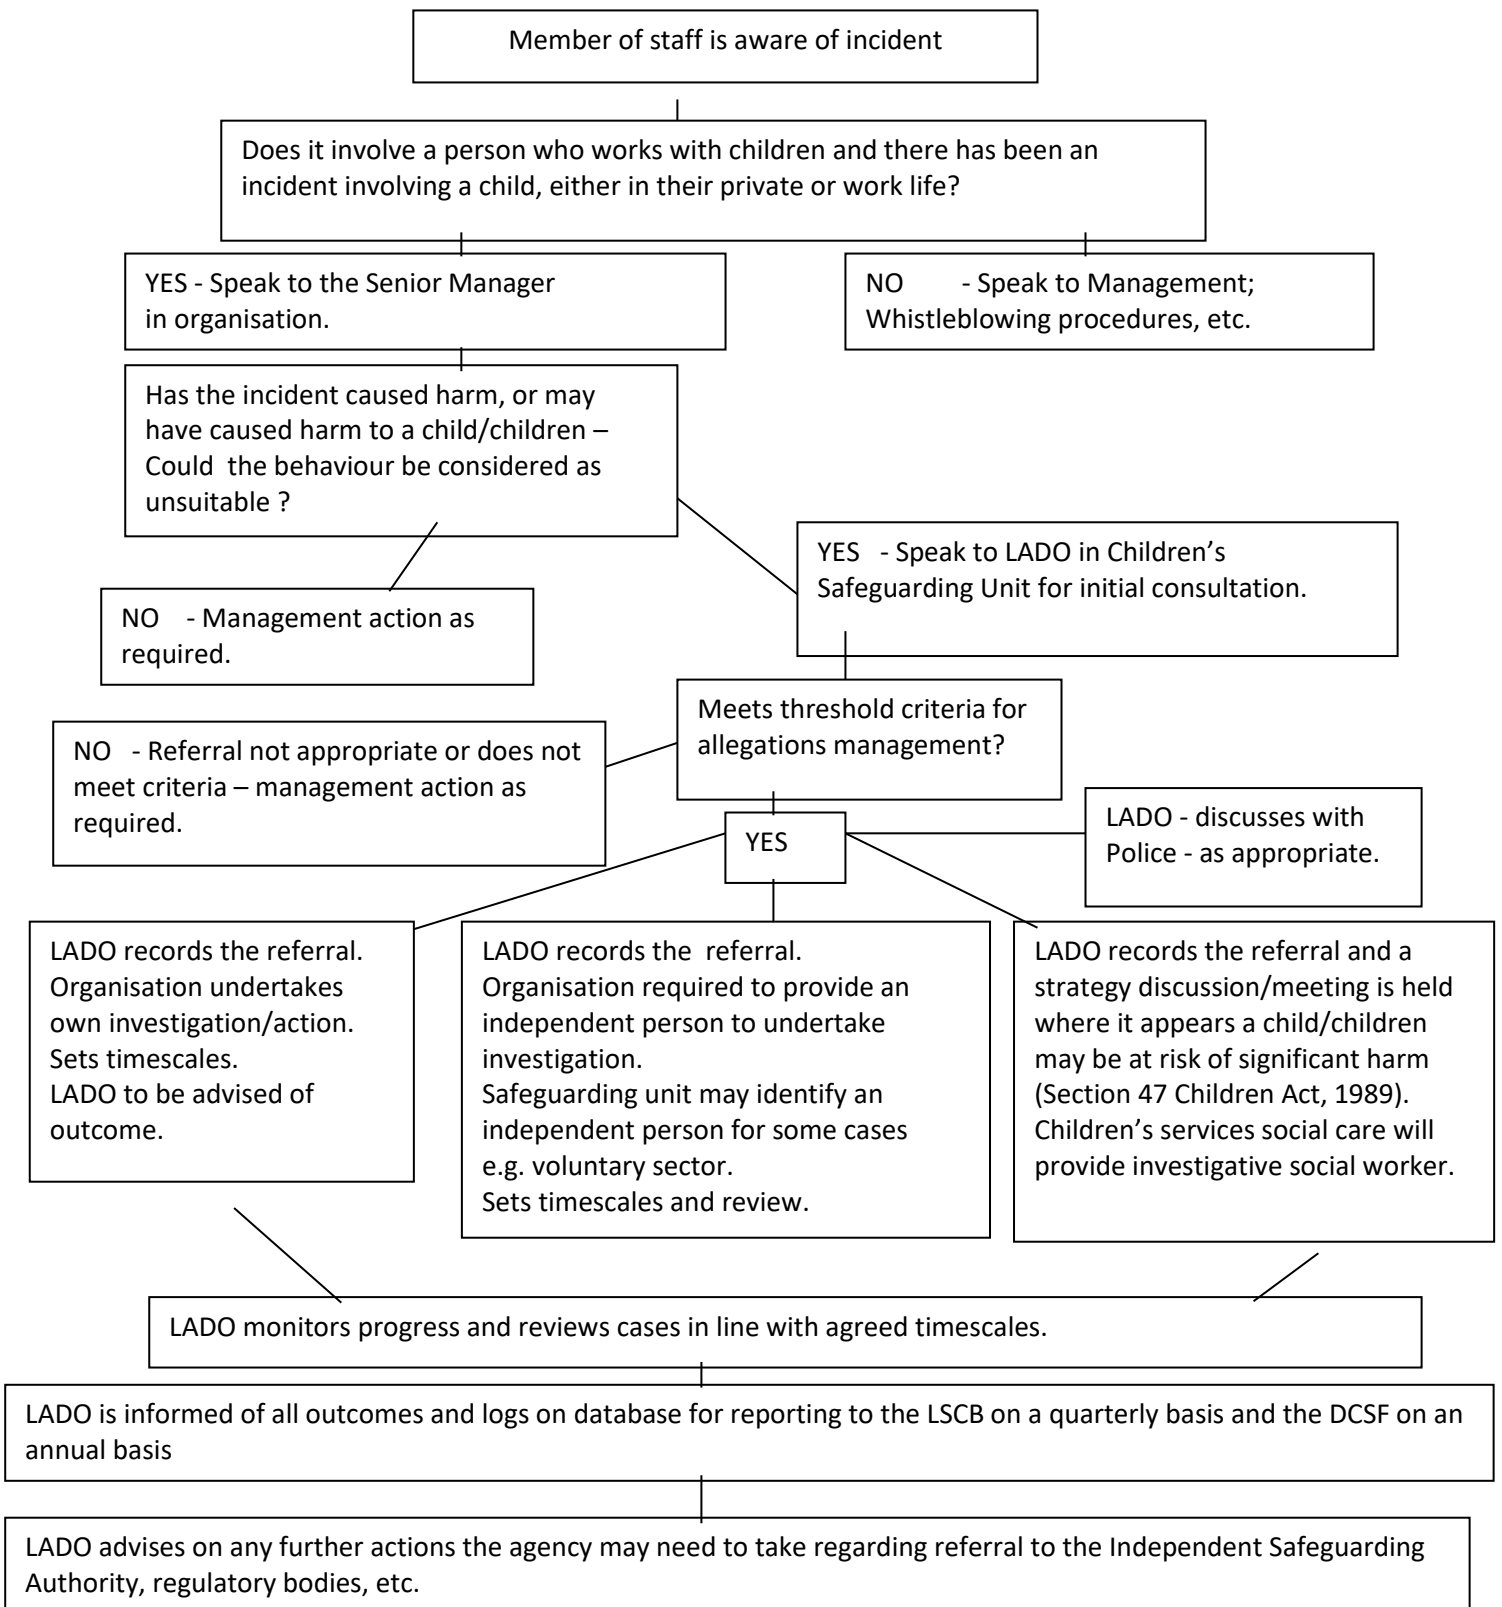 Member of staff is aware of incident
Does it involve a person who works with children and there has been an
incident involving a child, either in their private or work life?
YES - Speak to the Senior Manager
in organisation.
NO - Speak to Management;
Whistleblowing procedures, etc.
Has the incident caused harm, or may
have caused harm to a child/children –
Could the behaviour be considered as
unsuitable ?
YES - Speak to LADO in Children’s
Safeguarding Unit for initial consultation.
NO - Management action as
required.
Meets threshold criteria for
allegations management?
NO - Referral not appropriate or does not
meet criteria – management action as
required.
YES
LADO - discusses with
Police - as appropriate.
LADO records the referral.
Organisation undertakes
own investigation/action.
Sets timescales.
LADO to be advised of
outcome.
LADO records the referral.
Organisation required to provide an
independent person to undertake
investigation.
Safeguarding unit may identify an
independent person for some cases
e.g. voluntary sector.
Sets timescales and review.
LADO records the referral and a
strategy discussion/meeting is held
where it appears a child/children
may be at risk of significant harm
(Section 47 Children Act, 1989).
Children’s services social care will
provide investigative social worker.
LADO monitors progress and reviews cases in line with agreed timescales.
LADO is informed of all outcomes and logs on database for reporting to the LSCB on a quarterly basis and the DCSF on an
annual basis
LADO advises on any further actions the agency may need to take regarding referral to the Independent Safeguarding
Authority, regulatory bodies, etc.